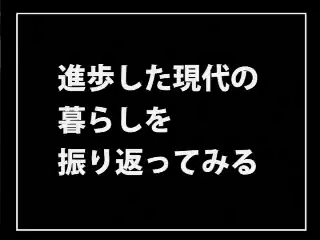 進歩した現代の
暮らしを
振り返ってみる